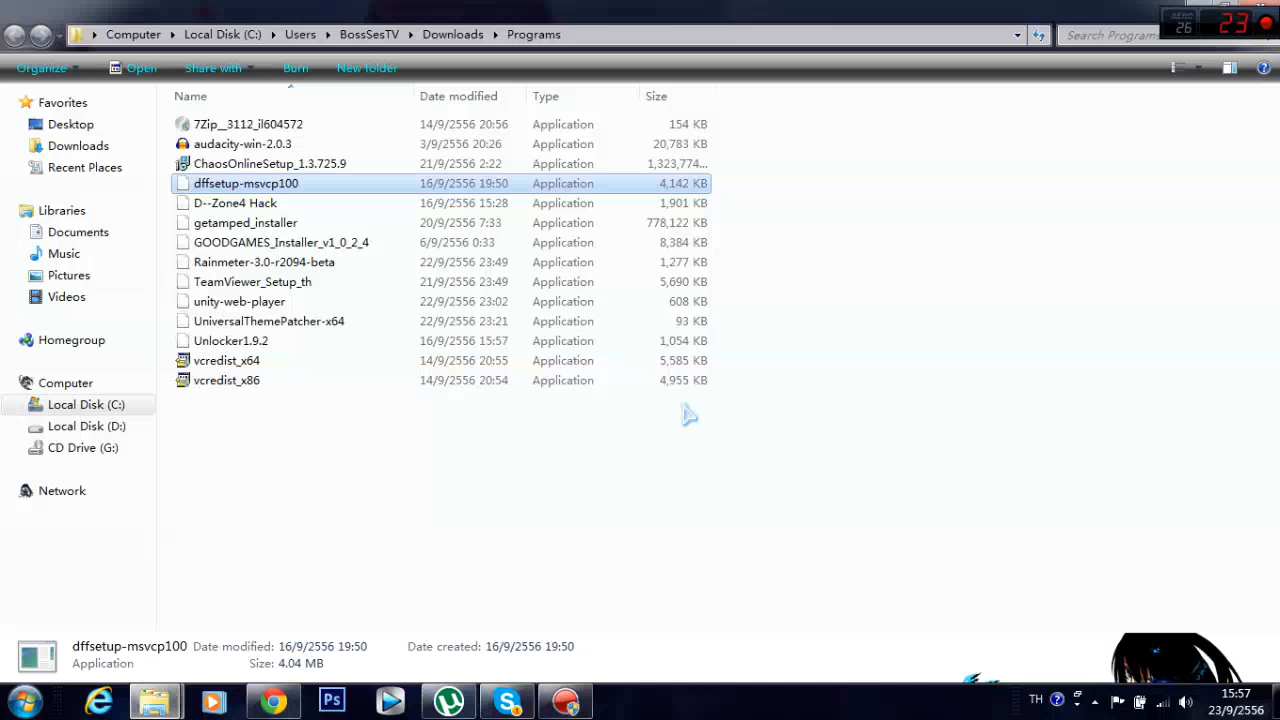 AERO
26
23
Computer
Local Disk (C:)
Users
BossSesTV
Downloads
Programs
Organize
Open
Share with
Burn
New folder
Name
Date modified
Type
Size
Favorites
Desktop
Downloads
Recent Places
Libraries
Documents
Music
Pictures
Videos
Homegroup
Computer
Local Disk (C:)
Local Disk (D:)
CD Drive (G:)
Network
7Zip__3112_il604572 14/9/2556 20:56 Application 154 KB
audacity-win-2.0.3 3/9/2556 20:26 Application 20,783 KB
ChaosOnlineSetup_1.3.725.9 21/9/2556 2:22 Application 1,323,774...
dffsetup-msvcp100 16/9/2556 19:50 Application 4,142 KB
D--Zone4 Hack 16/9/2556 15:28 Application 1,901 KB
getamped_installer 20/9/2556 7:33 Application 778,122 KB
GOODGAMES_Installer_v1_0_2_4 6/9/2556 0:33 Application 8,384 KB
Rainmeter-3.0-r2094-beta 22/9/2556 23:49 Application 1,277 KB
TeamViewer_Setup_th 21/9/2556 23:49 Application 5,690 KB
unity-web-player 22/9/2556 23:02 Application 608 KB
UniversalThemePatcher-x64 22/9/2556 23:21 Application 93 KB
Unlocker1.9.2 16/9/2556 15:57 Application 1,054 KB
vcredist_x64 14/9/2556 20:55 Application 5,585 KB
vcredist_x86 14/9/2556 20:54 Application 4,955 KB
dffsetup-msvcp100 Date modified: 16/9/2556 19:50 Date created: 16/9/2556 19:50
Application Size: 4.04 MB
Ps
TH
15:57
23/9/2556